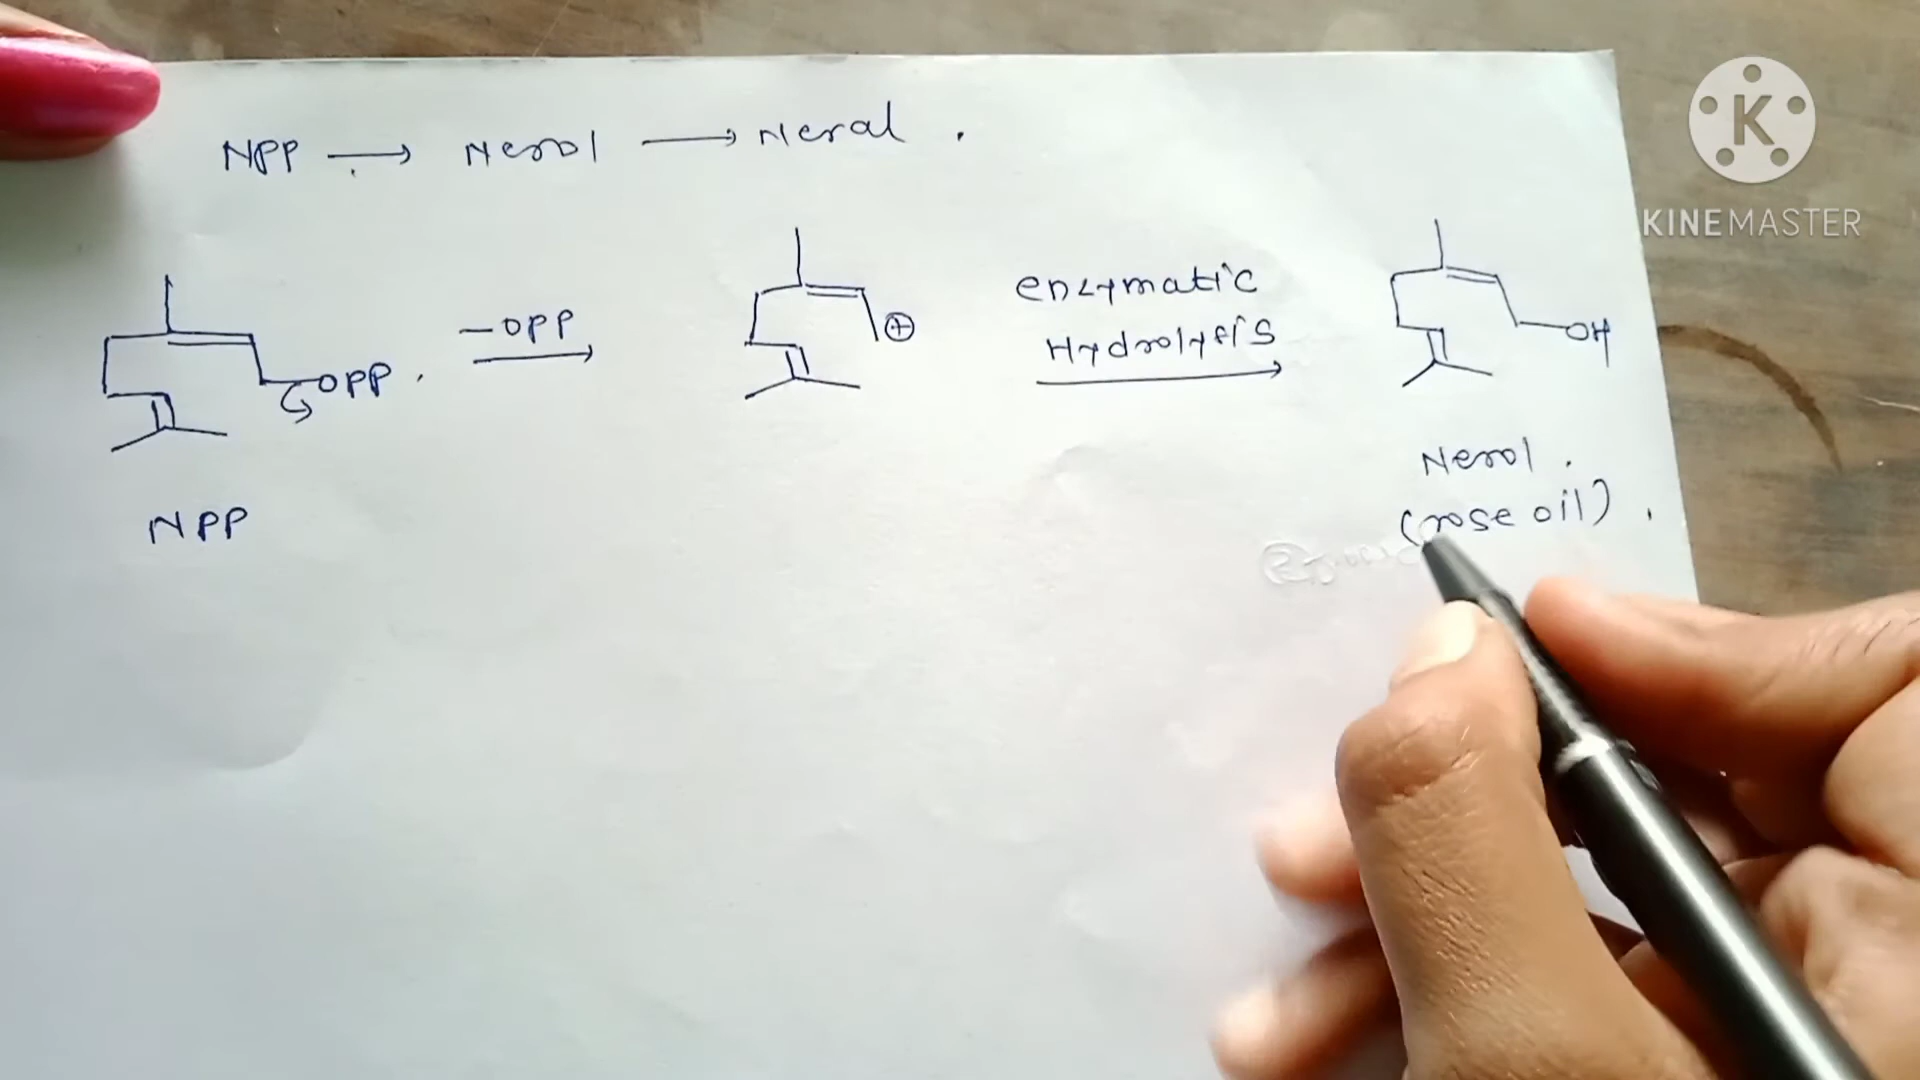 NPP → Nerol → Neral .
K
KINEMASTER
-OPP
enzymatic
Hydrolysis
OPP .
⊕
OH
NPP
Nerol .
(rose oil) .